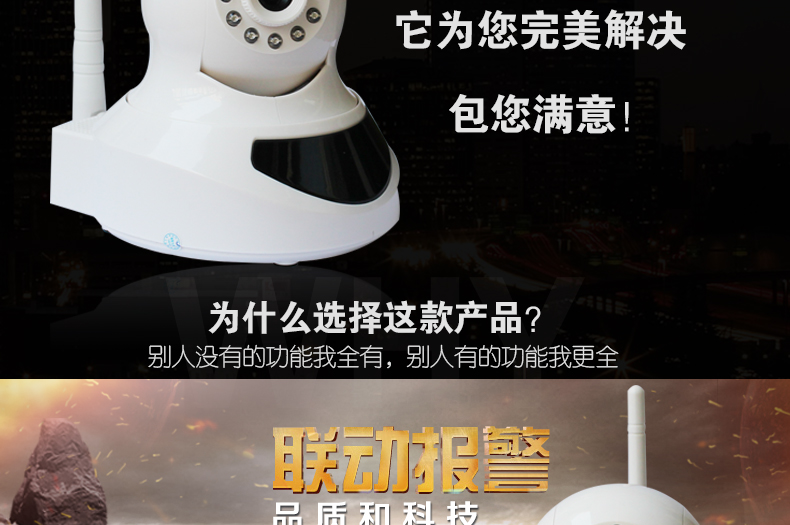 它为您完美解决
包您满意!
为什么选择这款产品?
别人没有的功能我全有，别人有的功能我更全
联动报警
品质和科技